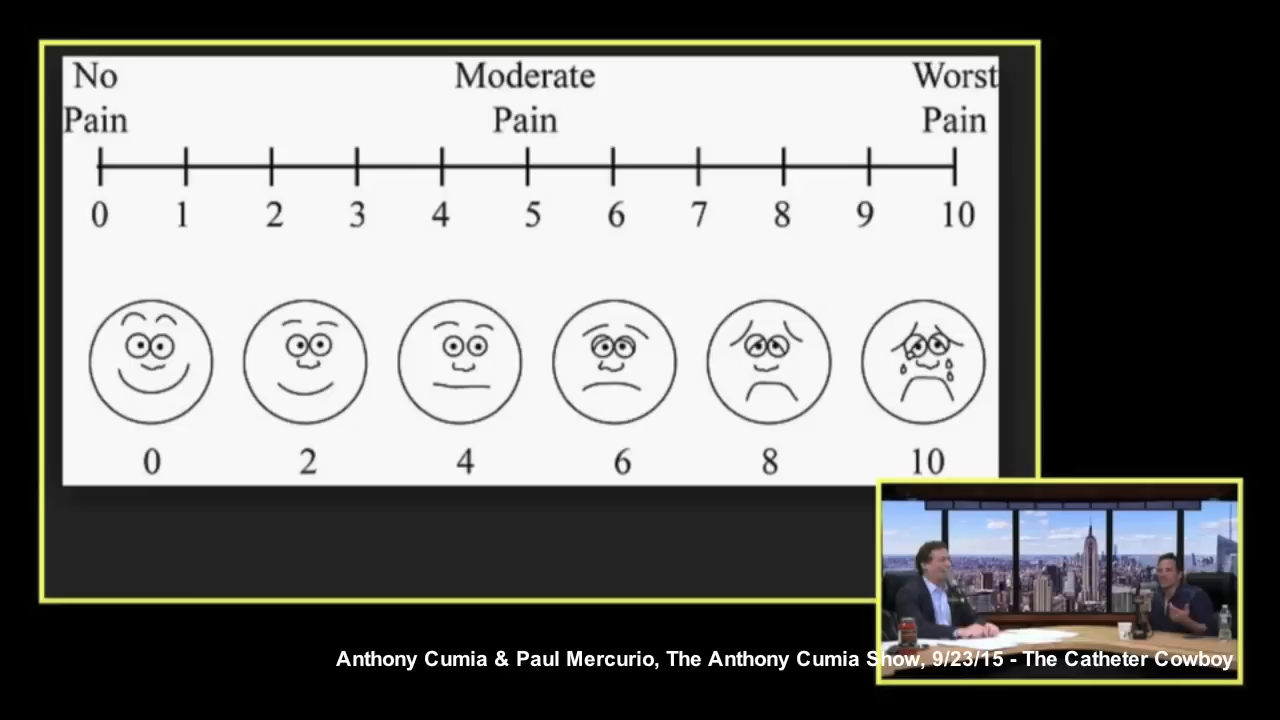 No Moderate Worst
Pain Pain Pain
0 1 2 3 4 5 6 7 8 9 10
0 2 4 6 8 10
Anthony Cumia & Paul Mercurio, The Anthony Cumia Show, 9/23/15 - The Catheter Cowboy